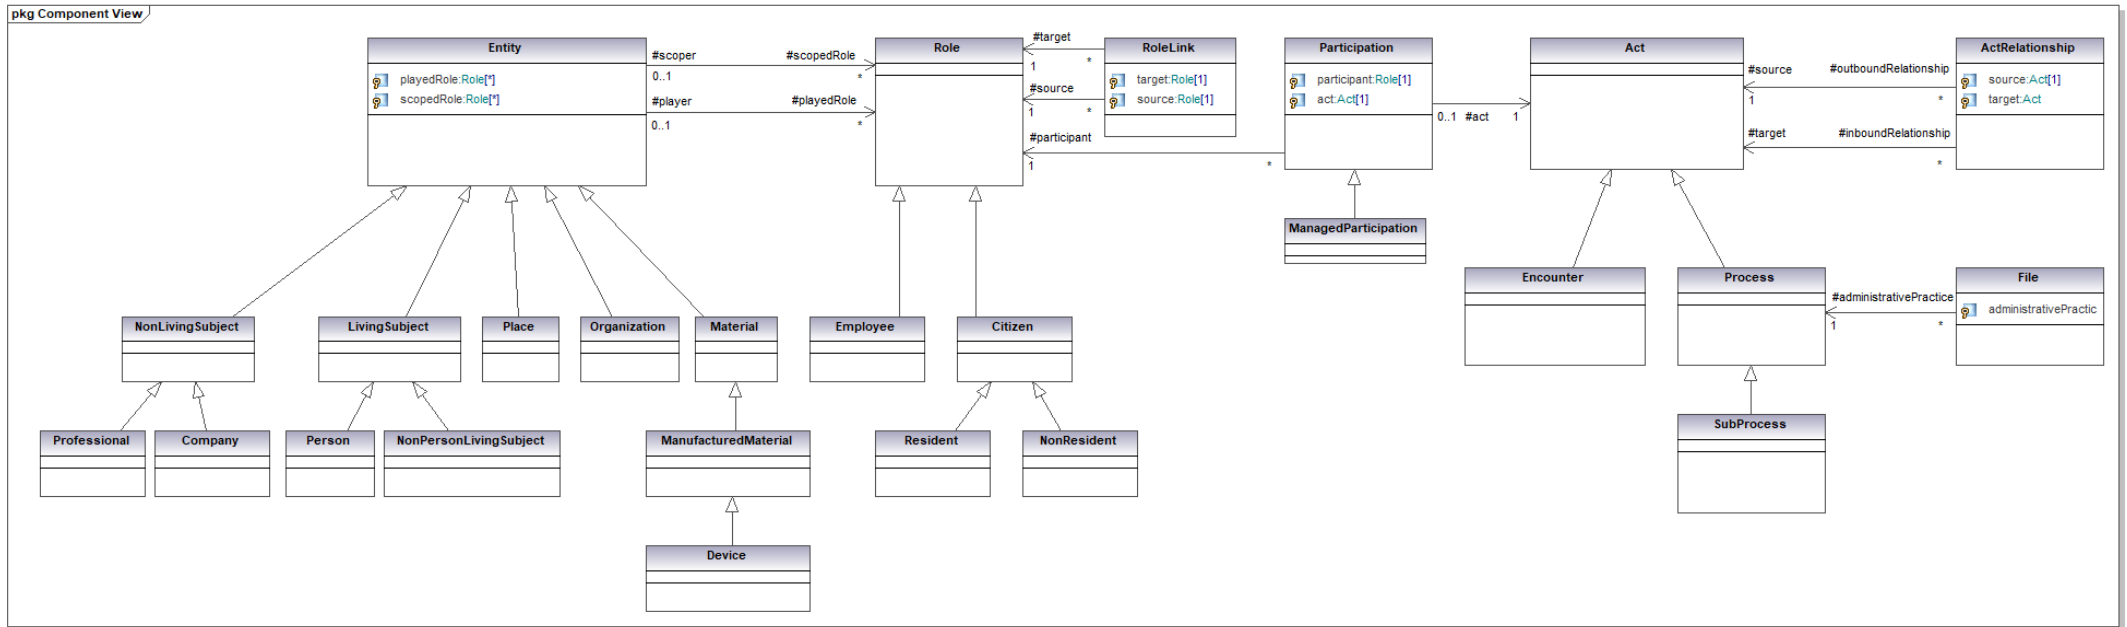 pkg Component View
Entity
playedRole:Role[*]
scopedRole:Role[*]
#scoper
#scopedRole
0..1
*
#player
#playedRole
0..1
*
Role
#target
1
*
#source
1
*
#participant
1
*
RoleLink
target:Role[1]
source:Role[1]
Participation
participant:Role[1]
act:Act[1]
0..1 #act 1
Act
#source
#outboundRelationship
1
*
#target
#inboundRelationship
1
*
ActRelationship
source:Act[1]
target:Act
ManagedParticipation
Encounter
Process
#administrativePractice
1
*
File
administrativePractic
NonLivingSubject
LivingSubject
Place
Organization
Material
Employee
Citizen
Professional
Company
Person
NonPersonLivingSubject
ManufacturedMaterial
Resident
NonResident
SubProcess
Device